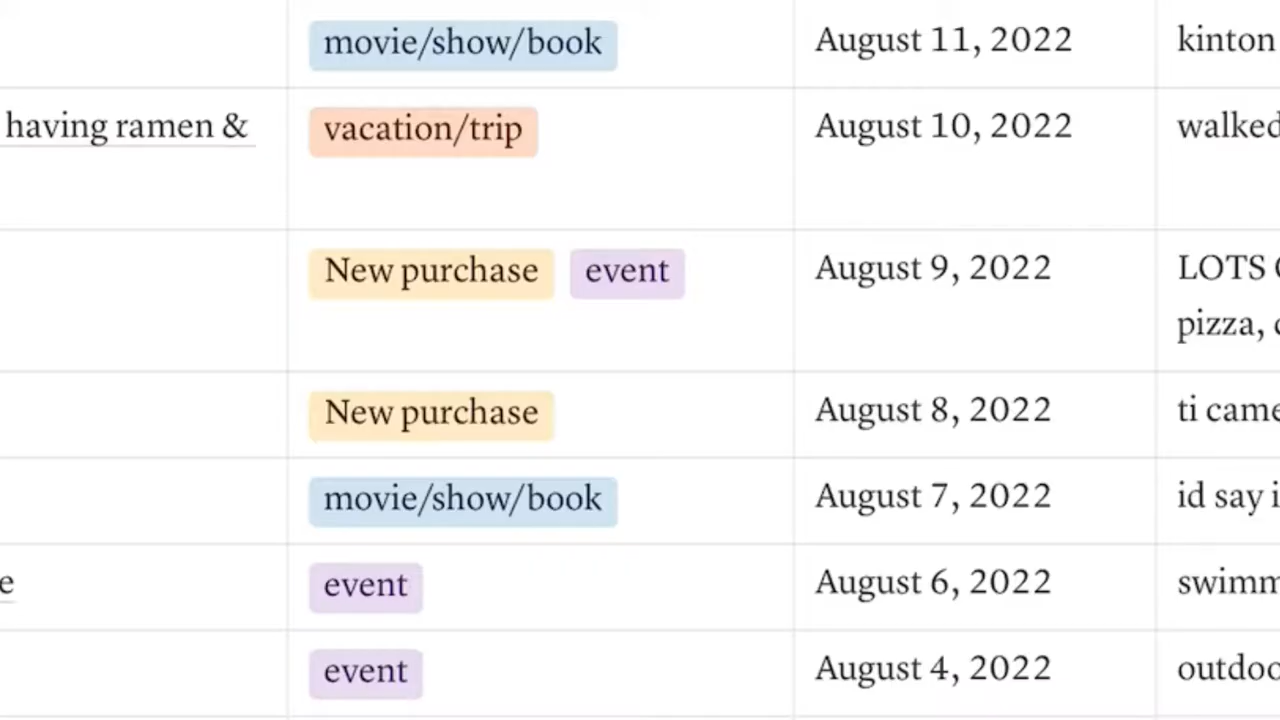 movie/show/book August 11, 2022 kinton
having ramen & vacation/trip August 10, 2022 walked
New purchase event August 9, 2022 LOTS
pizza,
New purchase August 8, 2022 ti came
movie/show/book August 7, 2022 id say i
e event August 6, 2022 swimm
event August 4, 2022 outdoo